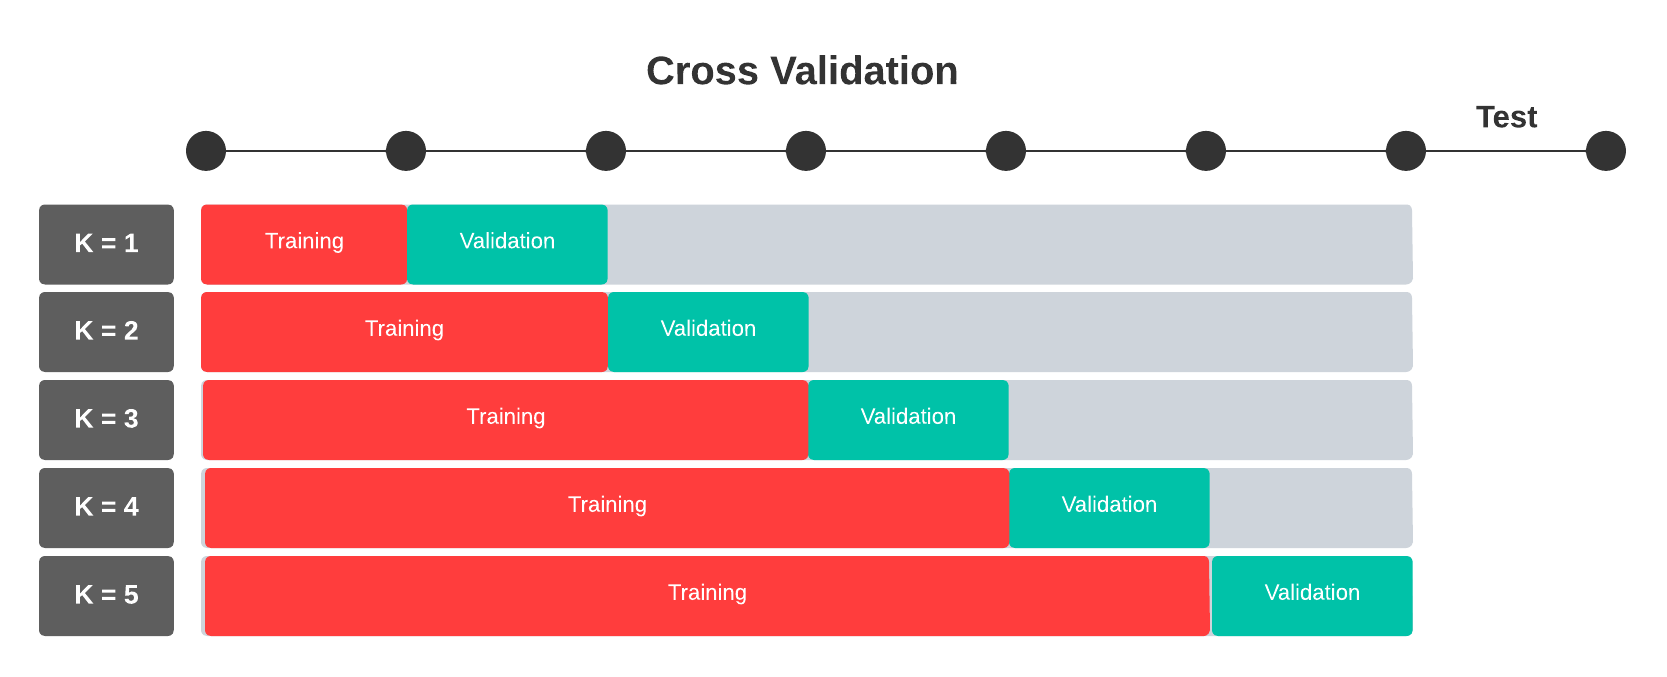 Cross Validation
Test
K = 1
Training
Validation
K = 2
Training
Validation
K = 3
Training
Validation
K = 4
Training
Validation
K = 5
Training
Validation